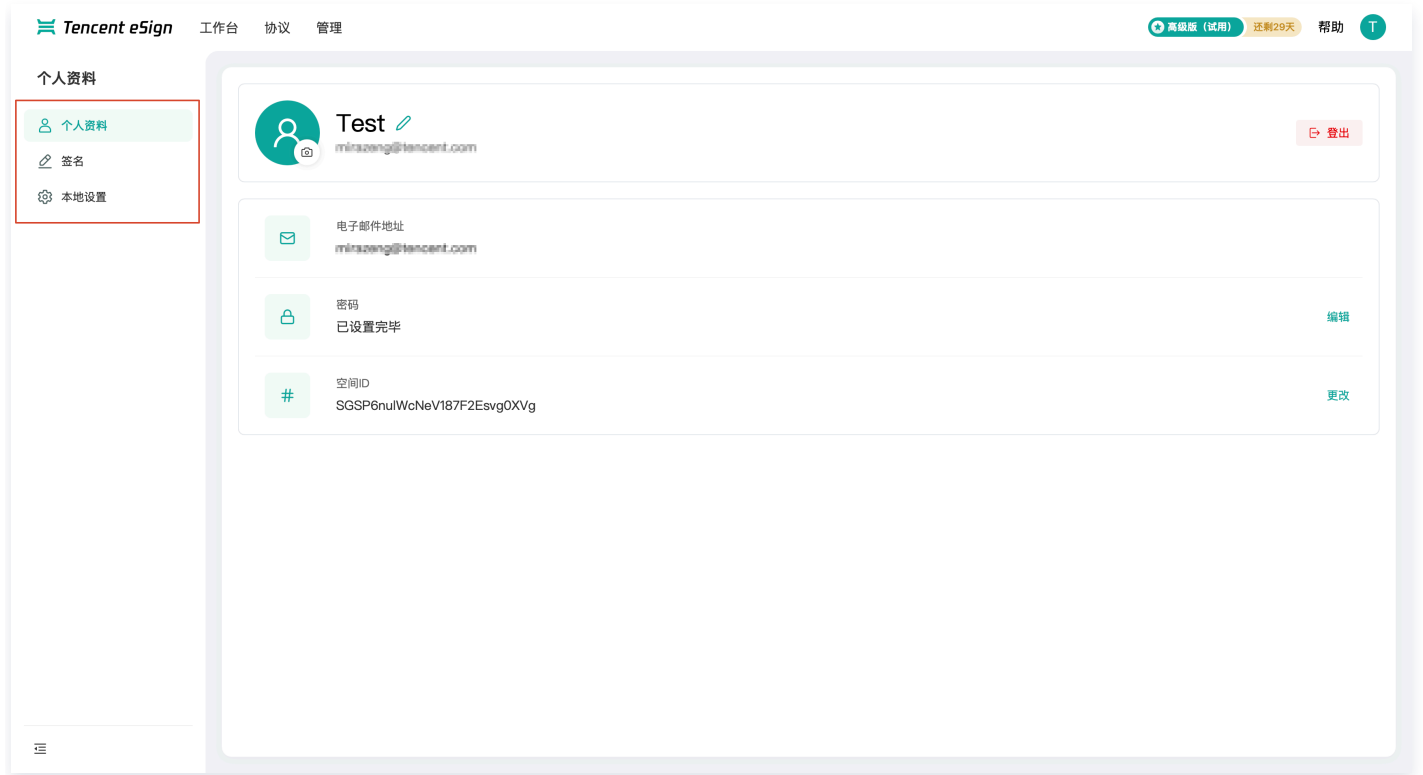 Tencent eSign 工作台 协议 管理 高级版（试用） 还剩29天 帮助 T
个人资料
个人资料
签名
本地设置
Test
登出
电子邮件地址
密码
已设置完毕
编辑
空间ID
SGSP6nulWcNeV187F2Esvg0XVg
更改